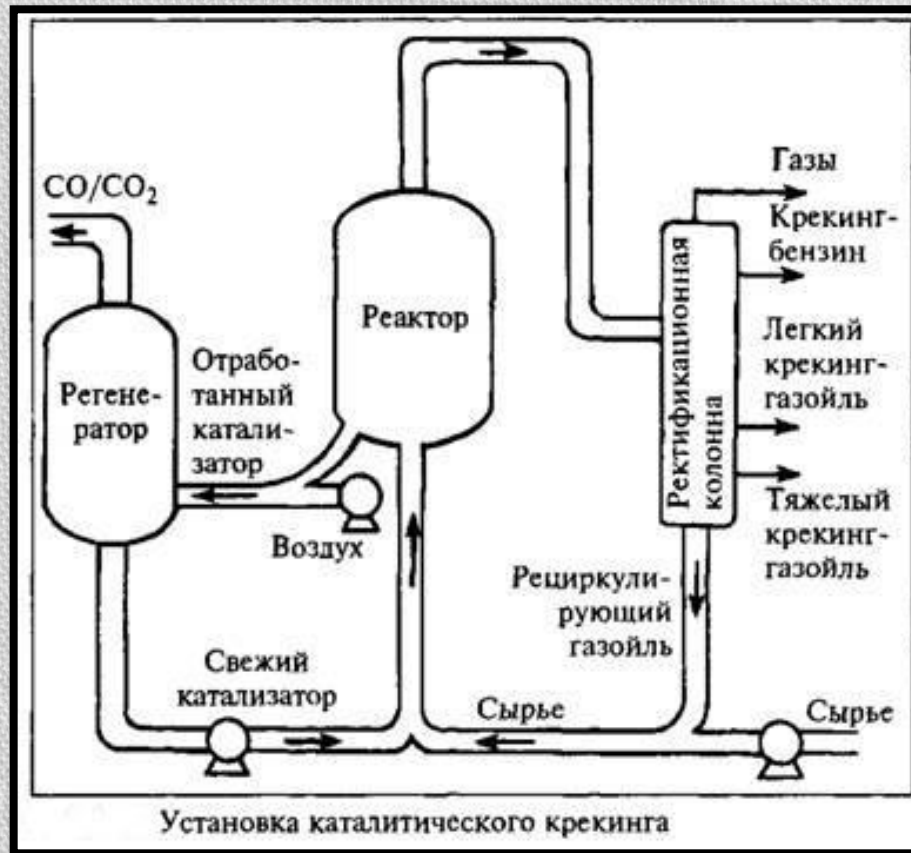 CO/CO₂
Регене-
ратор
Отрабо-
танный
катали-
затор
Воздух
Свежий
катализатор
Реактор
Ректификационная
колонна
Газы
Крекинг-
бензин
Легкий
крекинг-
газойль
Тяжелый
крекинг-
газойль
Рециркули-
рующий
газойль
Сырье
Сырье
Установка каталитического крекинга